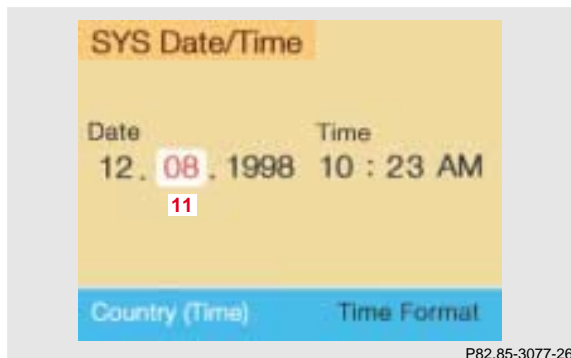 SYS Date/Time
Date Time
12. 08. 1998 10 : 23 AM
11
Country (Time) Time Format
P82.85-3077-26